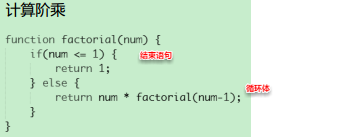 计算阶乘
function factorial(num) {
    if(num <= 1) { 结束语句
        return 1;
    } else { 循环体
        return num * factorial(num-1);
    }
}